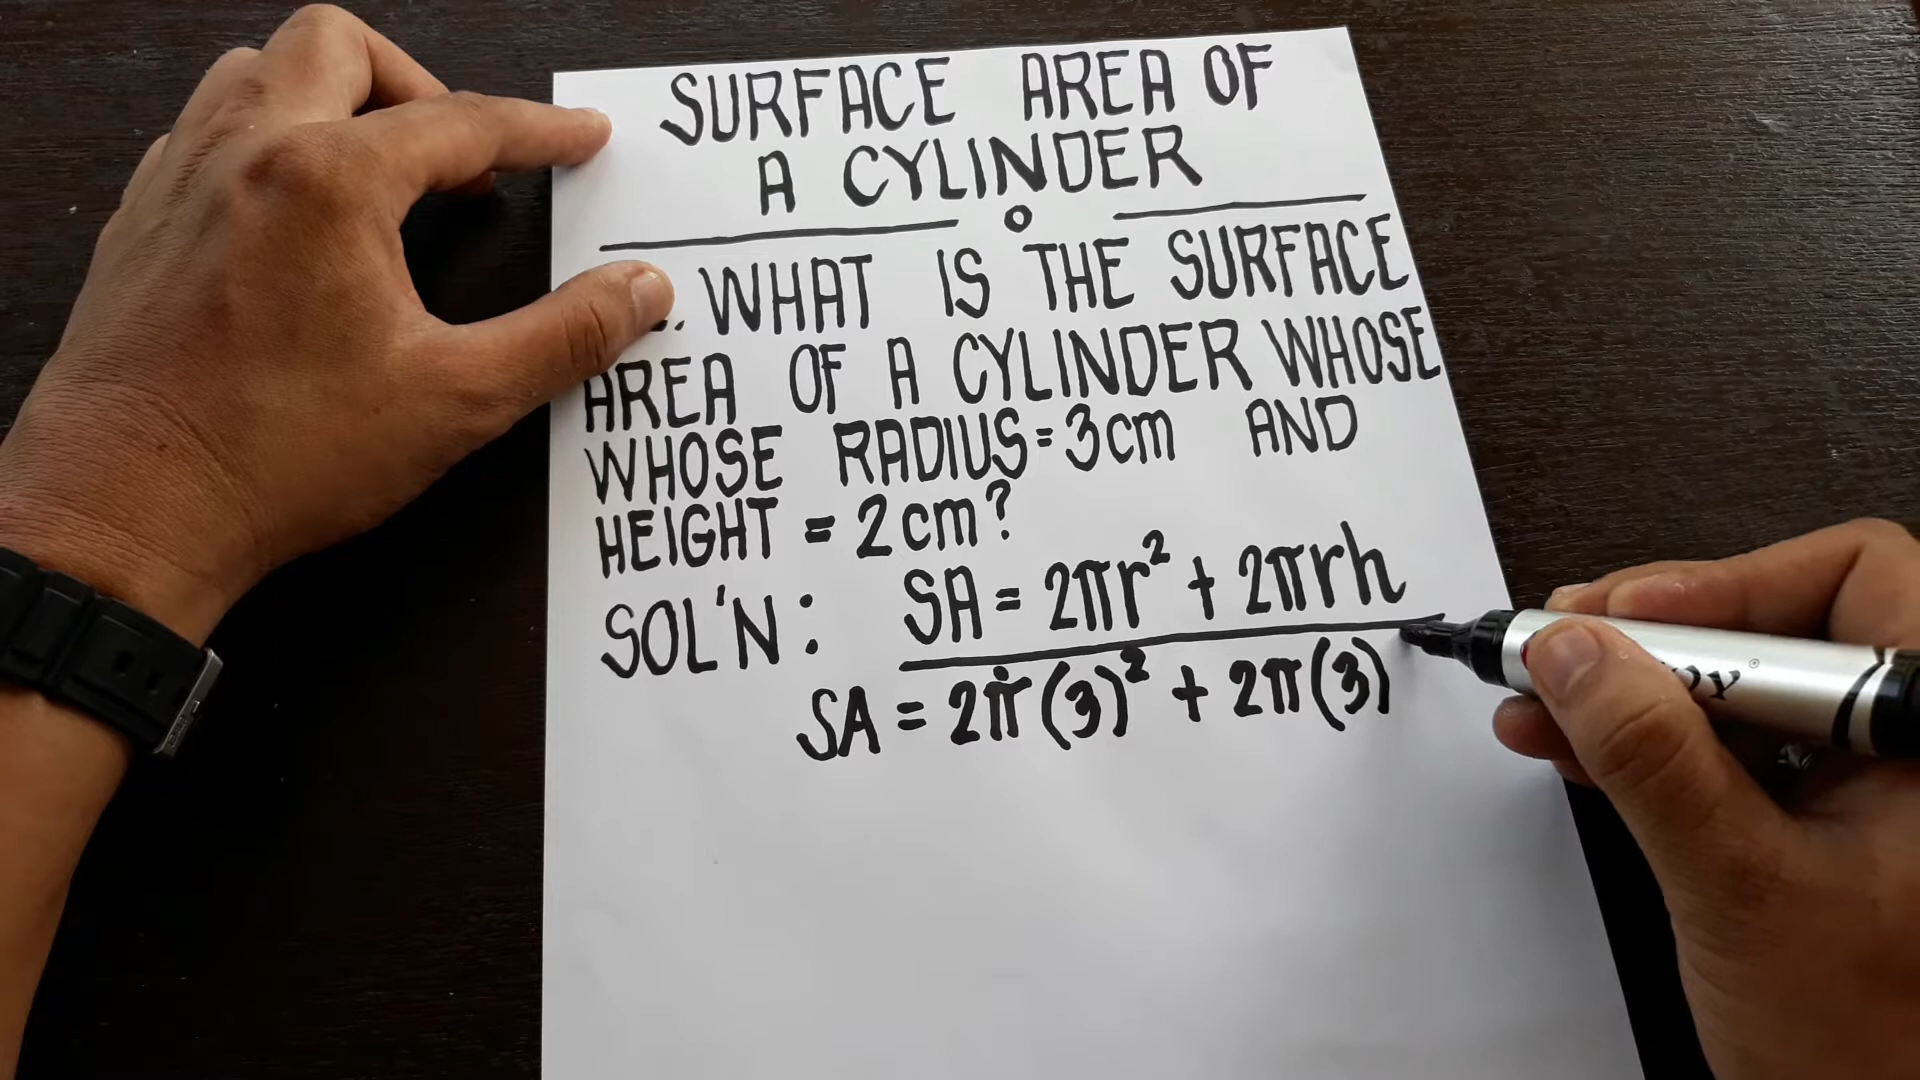 SURFACE AREA OF
A CYLINDER
. WHAT IS THE SURFACE
AREA OF A CYLINDER WHOSE
WHOSE RADIUS = 3cm AND
HEIGHT = 2cm?
SOL'N : SA = 2πr² + 2πrh
SA = 2π(3)² + 2π(3)